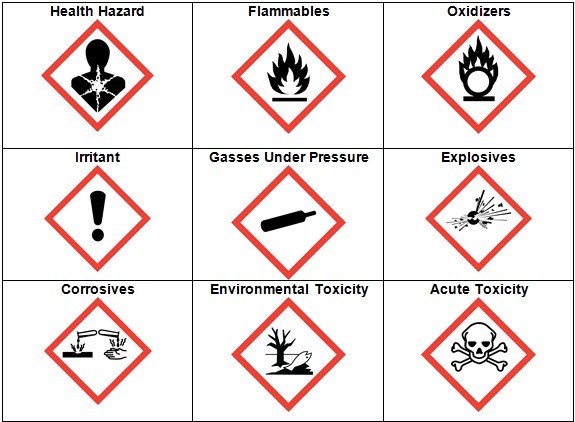 Health Hazard
Flammables
Oxidizers
Irritant
Gasses Under Pressure
Explosives
Corrosives
Environmental Toxicity
Acute Toxicity